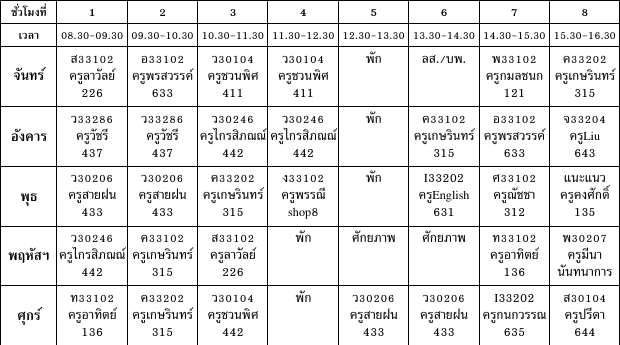 ชั่วโมงที่ 1 2 3 4 5 6 7 8
เวลา 08.30-09.30 09.30-10.30 10.30-11.30 11.30-12.30 12.30-13.30 13.30-14.30 14.30-15.30 15.30-16.30
ส33102 อ33102 ว30104 ว30104 พัก ลส./บพ. พ33102 ค33202
จันทร์ ครูลาวัลย์ ครูพรสวรรค์ ครูชวนพิศ ครูชวนพิศ ครูกมลชนก ครูเกษรินทร์
226 633 411 411 121 315
ว33286 ว33286 ว30246 ว30246 พัก ค33102 อ33102 จ33204
อังคาร ครูวัชรี ครูวัชรี ครูไกรสิภณณ์ ครูไกรสิภณณ์ ครูเกษรินทร์ ครูพรสวรรค์ ครูLiu
437 437 442 442 315 633 643
ว30206 ว30206 ค33202 ง33102 พัก I33202 ศ33102 แนะแนว
พุธ ครูสายฝน ครูสายฝน ครูเกษรินทร์ ครูพรรณี ครูEnglish ครูณัชชา ครูคงศักดิ์
433 433 315 shop8 631 312 135
ว30246 ค33102 ส33102 พัก ศักยภาพ ศักยภาพ ท33102 พ30207
พฤหัสฯ ครูไกรสิภณณ์ ครูเกษรินทร์ ครูลาวัลย์ ครูอาทิตย์ ครูมีนา
442 315 226 136 นันทนาการ
ท33102 ค33202 ว30104 พัก ว30206 ว30206 I33202 ส30104
ศุกร์ ครูอาทิตย์ ครูเกษรินทร์ ครูชวนพิศ ครูสายฝน ครูสายฝน ครูกนกวรรณ ครูปรีดา
136 315 442 433 433 635 644